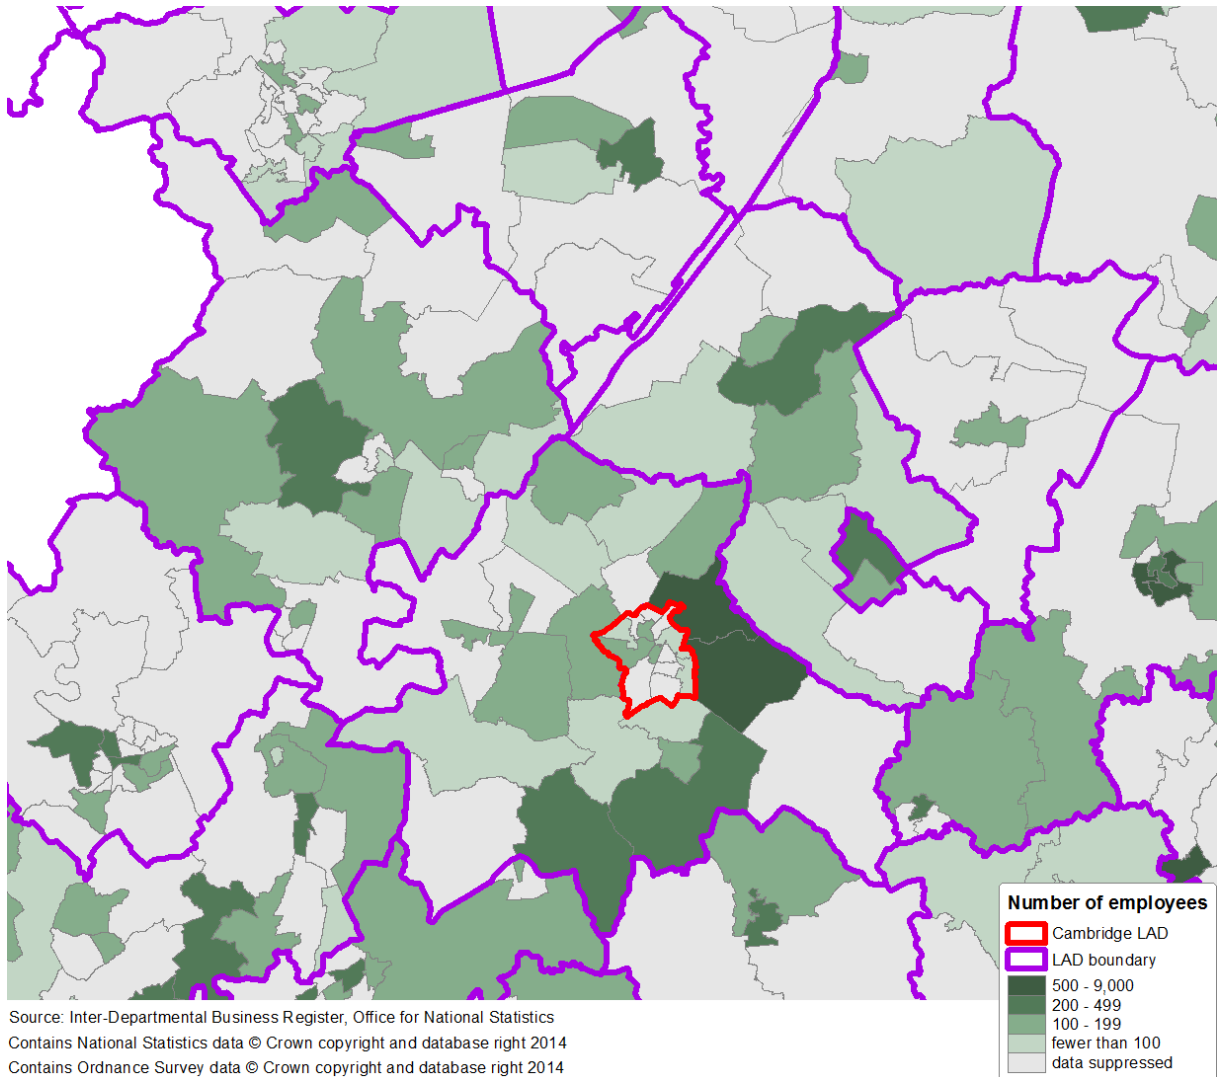 Number of employees
Cambridge LAD
LAD boundary
500 - 9,000
200 - 499
100 - 199
fewer than 100
data suppressed
Source: Inter-Departmental Business Register, Office for National Statistics
Contains National Statistics data © Crown copyright and database right 2014
Contains Ordnance Survey data © Crown copyright and database right 2014